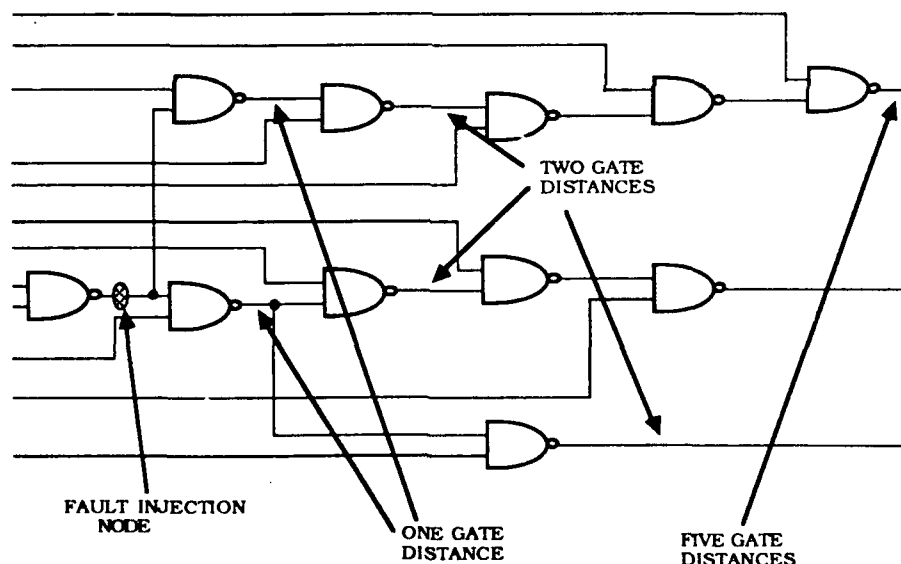 TWO GATE
DISTANCES
FAULT INJECTION
NODE
ONE GATE
DISTANCE
FIVE GATE
DISTANCES